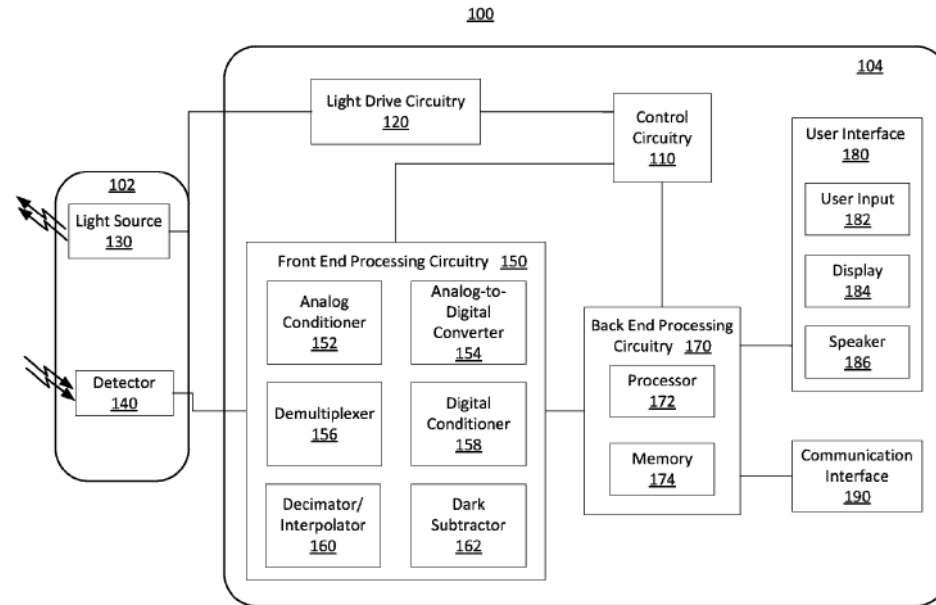 100
104
Light Drive Circuitry
120
Control
Circuitry
110
User Interface
180
User Input
182
Display
184
Speaker
186
102
Light Source
130
Detector
140
Front End Processing Circuitry 150
Analog
Conditioner
152
Analog-to-
Digital
Converter
154
Demultiplexer
156
Digital
Conditioner
158
Decimator/
Interpolator
160
Dark
Subtractor
162
Back End Processing
Circuitry 170
Processor
172
Memory
174
Communication
Interface
190